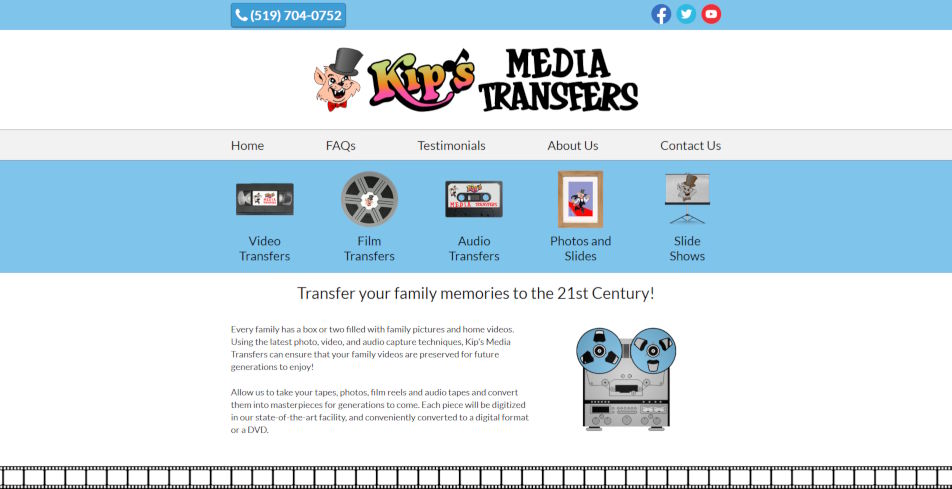 (519) 704-0752
Kip's MEDIA TRANSFERS
Home FAQs Testimonials About Us Contact Us
Kip's
MEDIA TRANSFERS
Video Transfers
Film Transfers
Audio Transfers
Photos and Slides
Slide Shows
Transfer your family memories to the 21st Century!
Every family has a box or two filled with family pictures and home videos.
Using the latest photo, video, and audio capture techniques, Kip's Media
Transfers can ensure that your family videos are preserved for future
generations to enjoy!
Allow us to take your tapes, photos, film reels and audio tapes and convert
them into masterpieces for generations to come. Each piece will be digitized
in our state-of-the-art facility, and conveniently converted to a digital format
or a DVD.